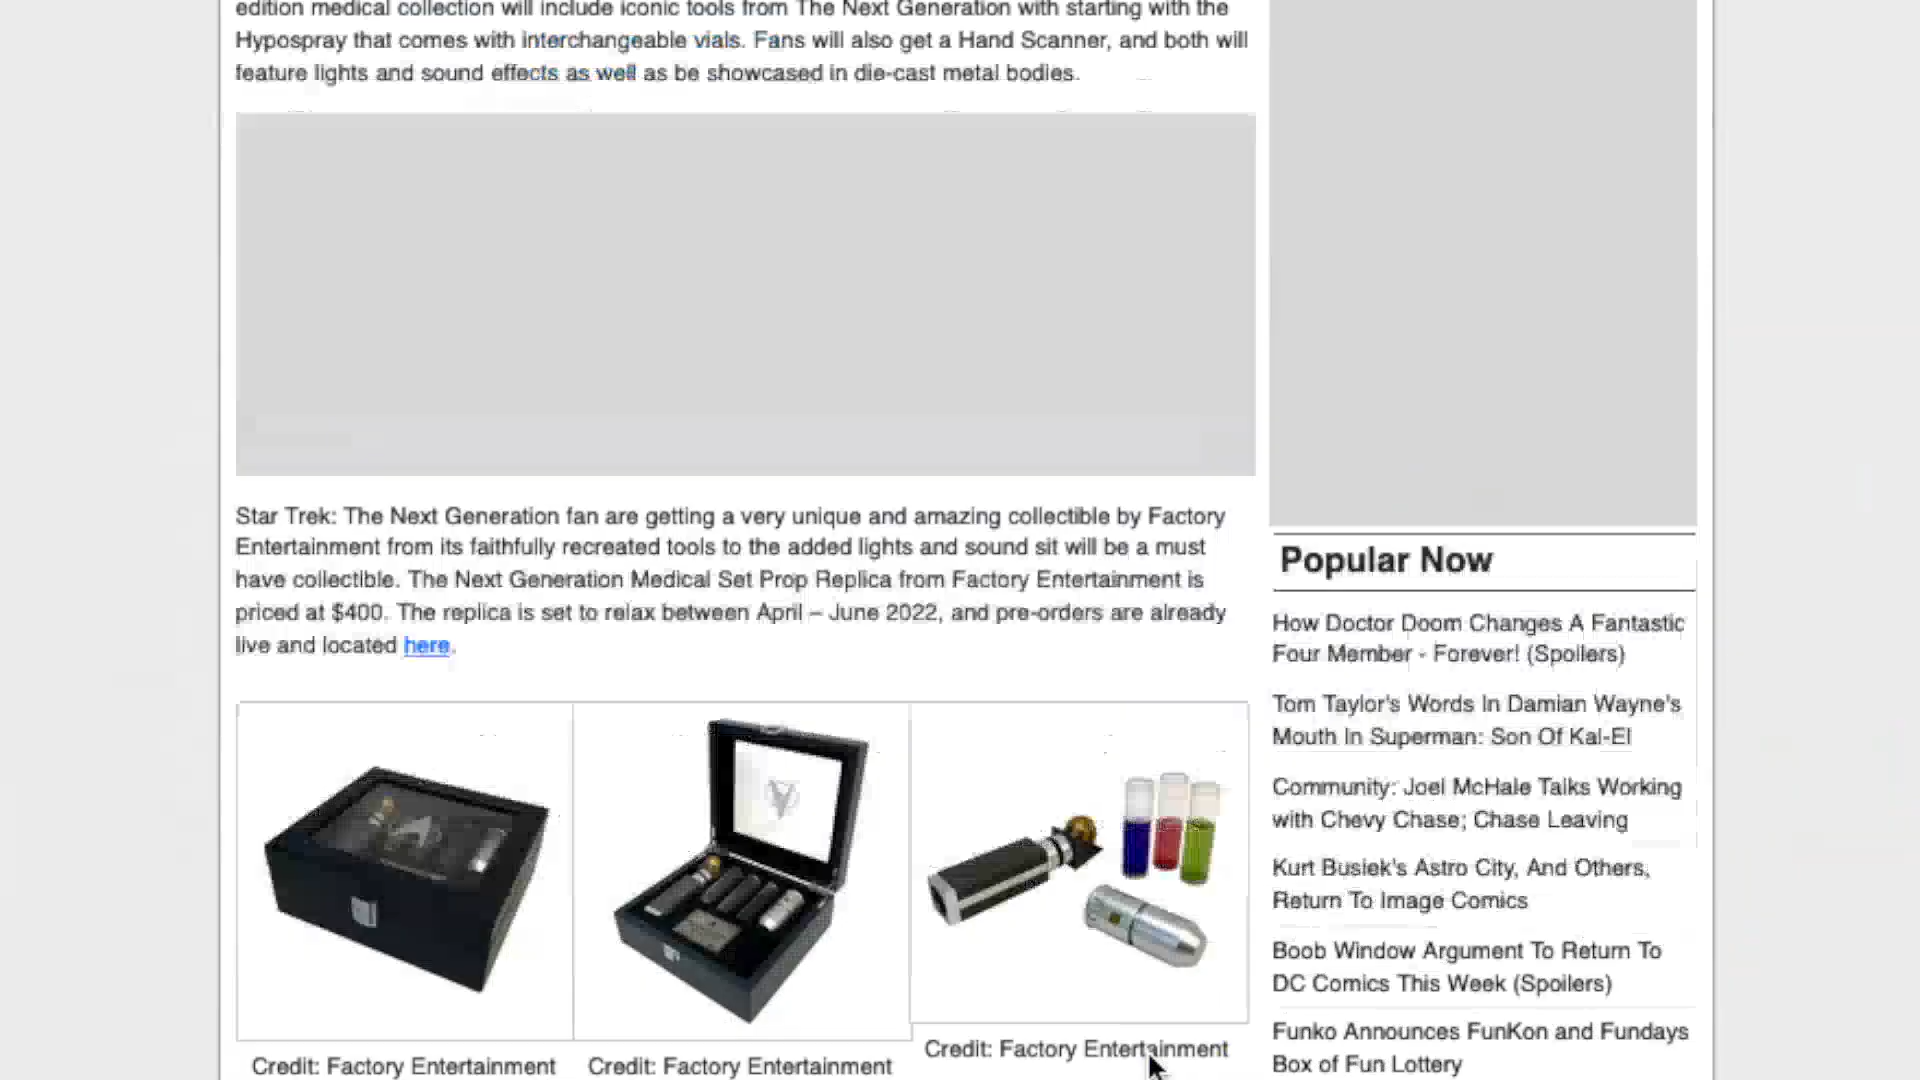 edition medical collection will include iconic tools from The Next Generation with starting with the
Hypospray that comes with interchangeable vials. Fans will also get a Hand Scanner, and both will
feature lights and sound effects as well as be showcased in die-cast metal bodies.
Star Trek: The Next Generation fan are getting a very unique and amazing collectible by Factory
Entertainment from its faithfully recreated tools to the added lights and sound sit will be a must
have collectible. The Next Generation Medical Set Prop Replica from Factory Entertainment is
priced at $400. The replica is set to relax between April – June 2022, and pre-orders are already
live and located here.
Credit: Factory Entertainment
Credit: Factory Entertainment
Credit: Factory Entertainment
Popular Now
How Doctor Doom Changes A Fantastic
Four Member - Forever! (Spoilers)
Tom Taylor's Words In Damian Wayne's
Mouth In Superman: Son Of Kal-El
Community: Joel McHale Talks Working
with Chevy Chase; Chase Leaving
Kurt Busiek's Astro City, And Others,
Return To Image Comics
Boob Window Argument To Return To
DC Comics This Week (Spoilers)
Funko Announces FunKon and Fundays
Box of Fun Lottery